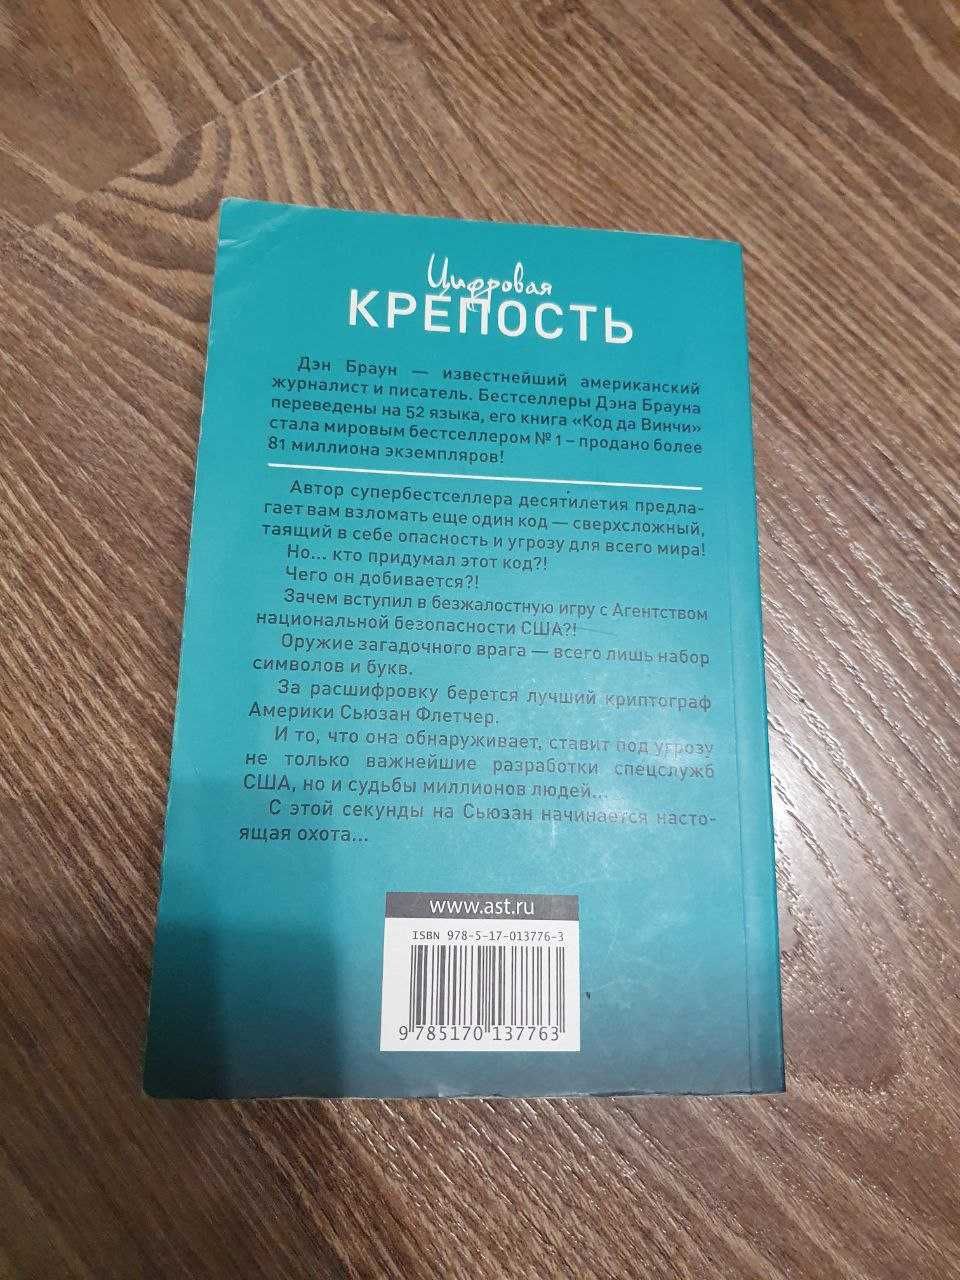 Цифровая
КРЕПОСТЬ
Дэн Браун — известнейший американский
журналист и писатель. Бестселлеры Дэна Брауна
переведены на 52 языка, его книга «Код да Винчи»
стала мировым бестселлером № 1 – продано более
81 миллиона экземпляров!
Автор супербестселлера десятилетия предла-
гает вам взломать еще один код — сверхсложный,
таящий в себе опасность и угрозу для всего мира!
Но... кто придумал этот код?!
Чего он добивается?!
Зачем вступил в безжалостную игру с Агентством
национальной безопасности США?!
Оружие загадочного врага — всего лишь набор
символов и букв.
За расшифровку берется лучший криптограф
Америки Сьюзан Флетчер.
И то, что она обнаруживает, ставит под угрозу
не только важнейшие разработки спецслужб
США, но и судьбы миллионов людей...
С этой секунды на Сьюзан начинается насто-
ящая охота...
www.ast.ru
ISBN 978-5-17-013776-3
9 785170 137763